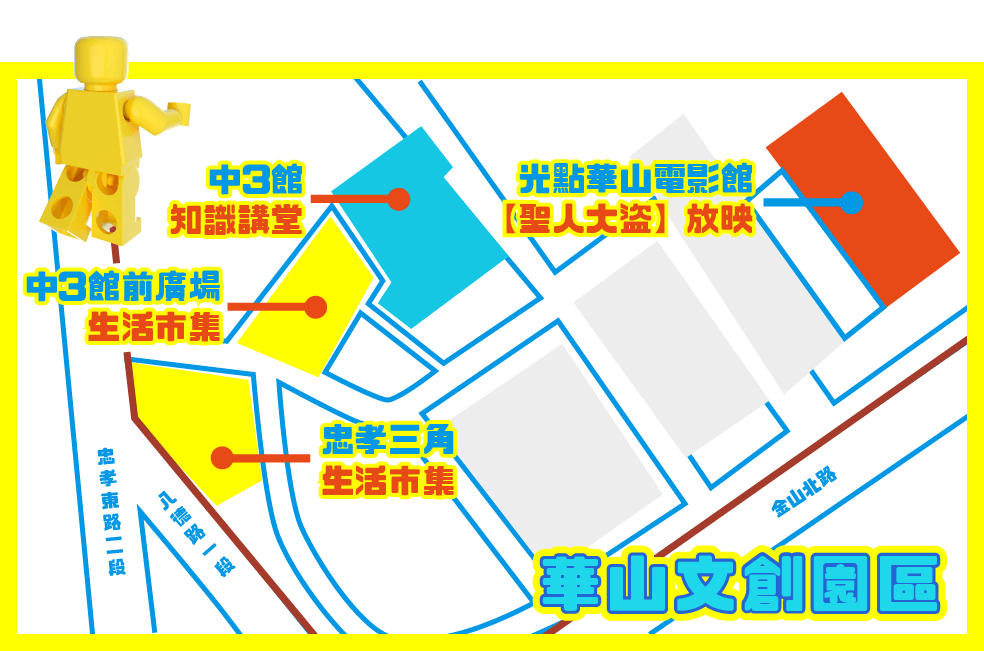 中3館
知識講堂
光點華山電影館
【聖人大盜】放映
中3館前廣場
生活市集
忠孝三角
生活市集
忠孝東路二段
八德路一段
金山北路
華山文創園區